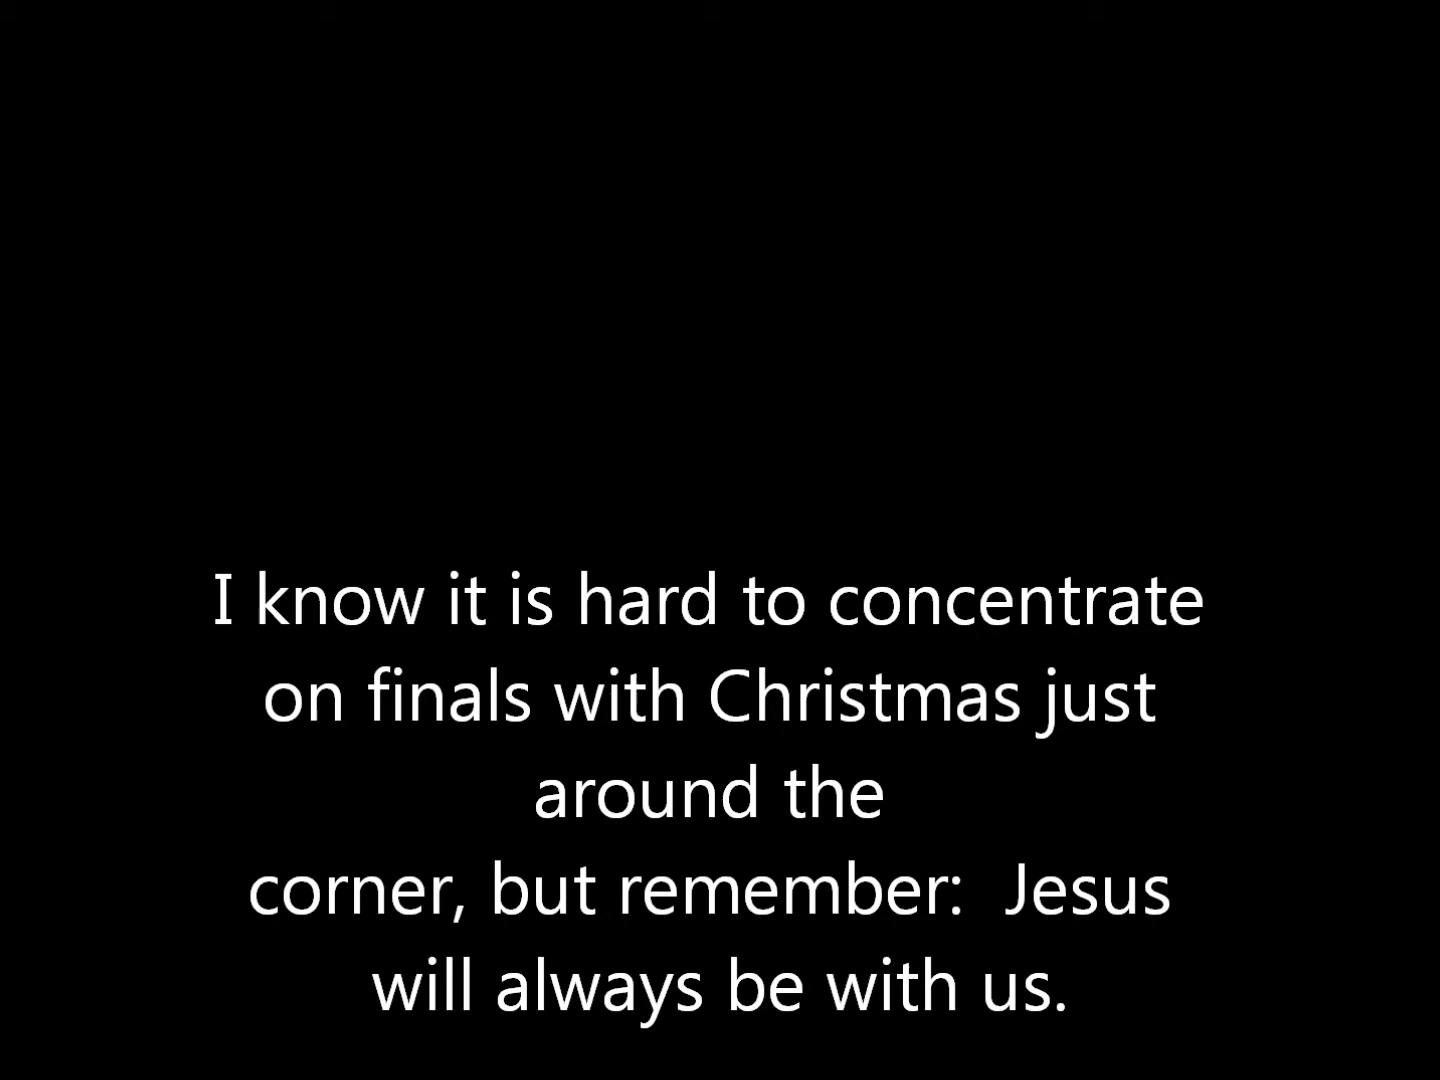 I know it is hard to concentrate
on finals with Christmas just
around the
corner, but remember:  Jesus
will always be with us.